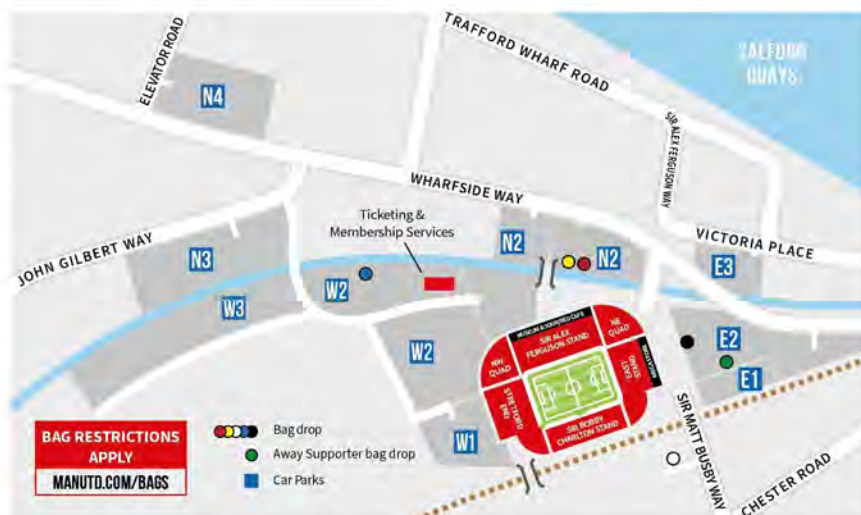 ELEVATOR ROAD
TRAFFORD WHARF ROAD
SALFORD
QUAYS
N4
SIR ALEX FERGUSON WAY
WHARFSIDE WAY
Ticketing &
Membership Services
JOHN GILBERT WAY
N3
N2
N2
VICTORIA PLACE
E3
W2
W3
MUSEUM & RED CAFE
SIR ALEX
FERGUSON STAND
NE
QUAD
NW
QUAD
W2
EAST
STAND
MEGASTORE
E2
E1
STRETFORD
END
SIR BOBBY
CHARLTON STAND
W1
SIR MATT BUSBY WAY
CHESTER ROAD
BAG RESTRICTIONS
APPLY
MANUTD.COM/BAGS
Bag drop
Away Supporter bag drop
Car Parks